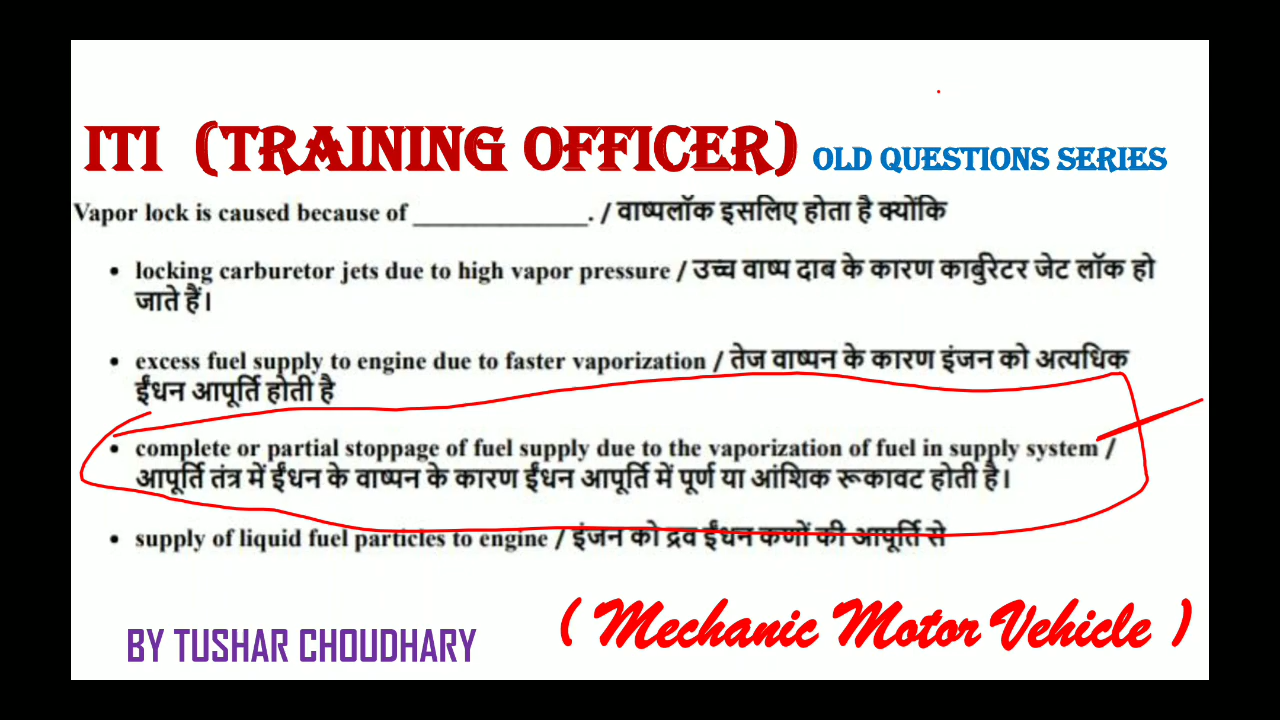 ITI (TRAINING OFFICER) OLD QUESTIONS SERIES
Vapor lock is caused because of ______________. / वाष्पलॉक इसलिए होता है क्योंकि
• locking carburetor jets due to high vapor pressure / उच्च वाष्प दाब के कारण कार्बुरेटर जेट लॉक हो
जाते हैं।
• excess fuel supply to engine due to faster vaporization / तेज वाष्पन के कारण इंजन को अत्यधिक
ईंधन आपूर्ति होती है
• complete or partial stoppage of fuel supply due to the vaporization of fuel in supply system /
आपूर्ति तंत्र में ईंधन के वाष्पन के कारण ईंधन आपूर्ति में पूर्ण या आंशिक रूकावट होती है।
• supply of liquid fuel particles to engine / इंजन को द्रव ईंधन कणों की आपूर्ति से
BY TUSHAR CHOUDHARY
( Mechanic Motor Vehicle )